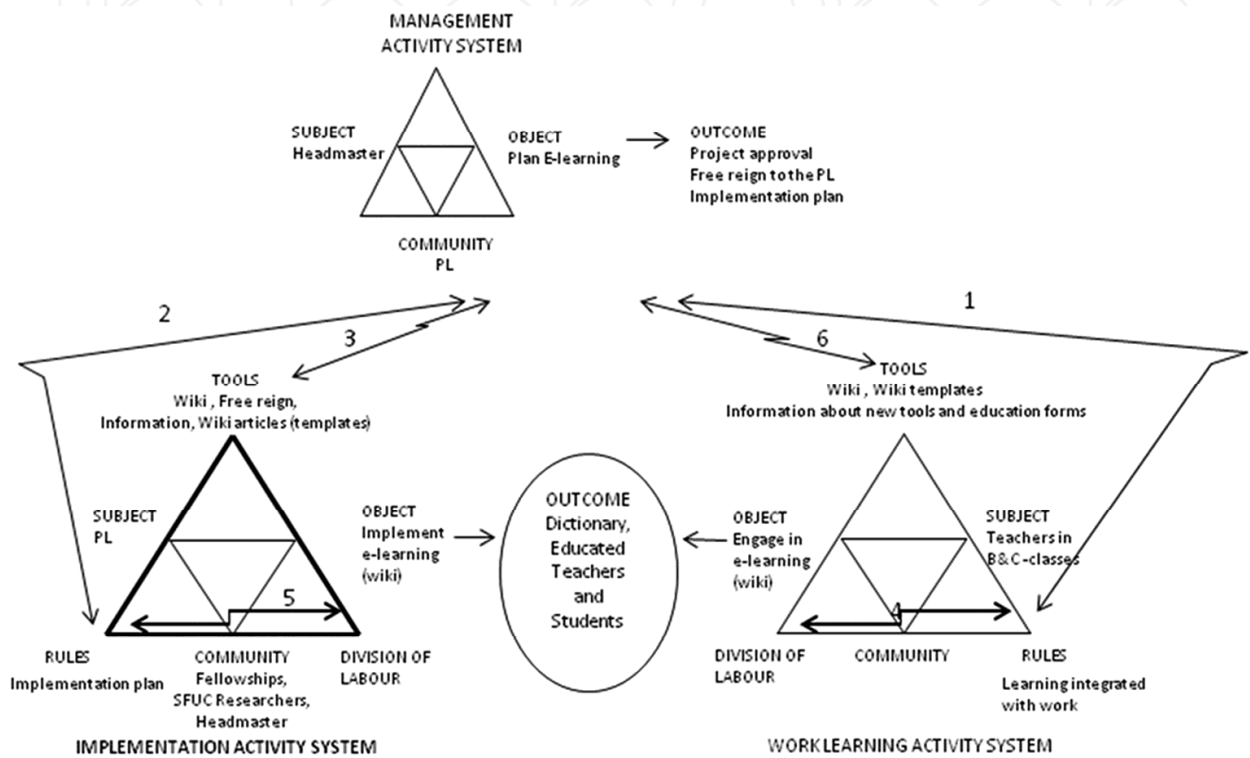 MANAGEMENT
ACTIVITY SYSTEM
SUBJECT
Headmaster
OBJECT
Plan E-learning
OUTCOME
Project approval
Free reign to the PL
Implementation plan
COMMUNITY
PL
2
3
1
6
TOOLS
Wiki , Free reign,
Information, Wiki articles (templates)
TOOLS
Wiki , Wiki templates
Information about new tools and education forms
SUBJECT
PL
OBJECT
Implement
e-learning
(wiki)
OUTCOME
Dictionary,
Educated
Teachers
and
Students
OBJECT
Engage in
e-learning
(wiki)
SUBJECT
Teachers in
B&C-classes
5
4
RULES
Implementation plan
COMMUNITY
Fellowships,
SFUC Researchers,
Headmaster
DIVISION OF
LABOUR
DIVISION OF
LABOUR
COMMUNITY
RULES
Learning integrated
with work
IMPLEMENTATION ACTIVITY SYSTEM
WORK LEARNING ACTIVITY SYSTEM